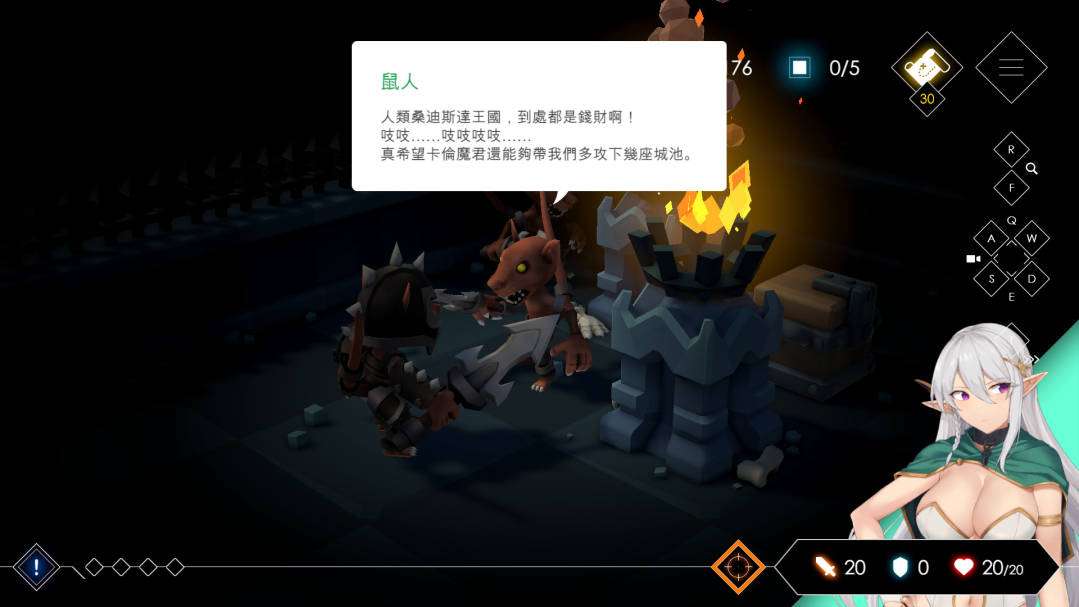 鼠人
人類桑迪斯達王國，到處都是錢財啊！
吱吱……吱吱吱吱……
真希望卡倫魔君還能夠帶我們多攻下幾座城池。
76
0/5
30
R
F
Q
A
W
S
D
E
!
20
0
20/20